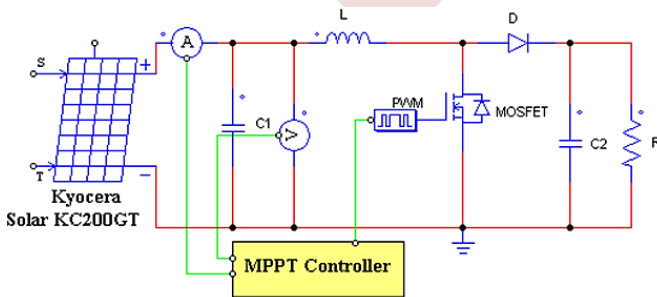 L
D
S
+
A
PWM
MOSFET
C1
V
C2
R
T
−
Kyocera
Solar KC200GT
MPPT Controller